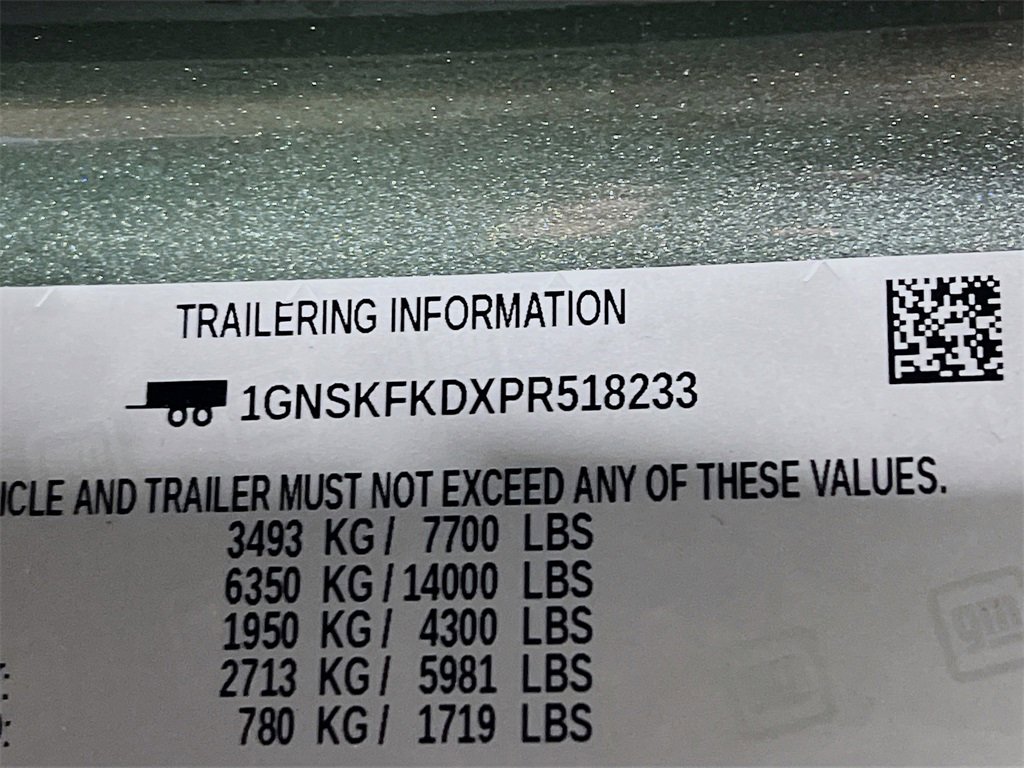 TRAILERING INFORMATION
1GNSKFKDXPR518233
ICLE AND TRAILER MUST NOT EXCEED ANY OF THESE VALUES.
3493 KG / 7700 LBS
6350 KG / 14000 LBS
1950 KG / 4300 LBS
2713 KG / 5981 LBS
780 KG / 1719 LBS
gm